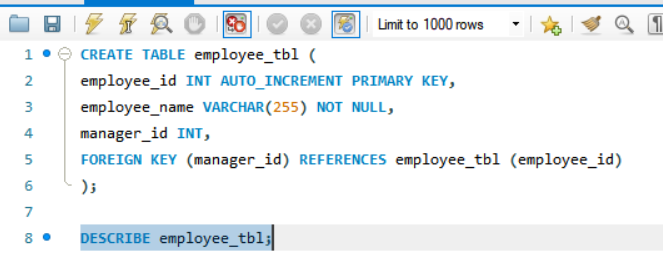 Limit to 1000 rows
1 CREATE TABLE employee_tbl (
2 employee_id INT AUTO_INCREMENT PRIMARY KEY,
3 employee_name VARCHAR(255) NOT NULL,
4 manager_id INT,
5 FOREIGN KEY (manager_id) REFERENCES employee_tbl (employee_id)
6 );
7
8 DESCRIBE employee_tbl;